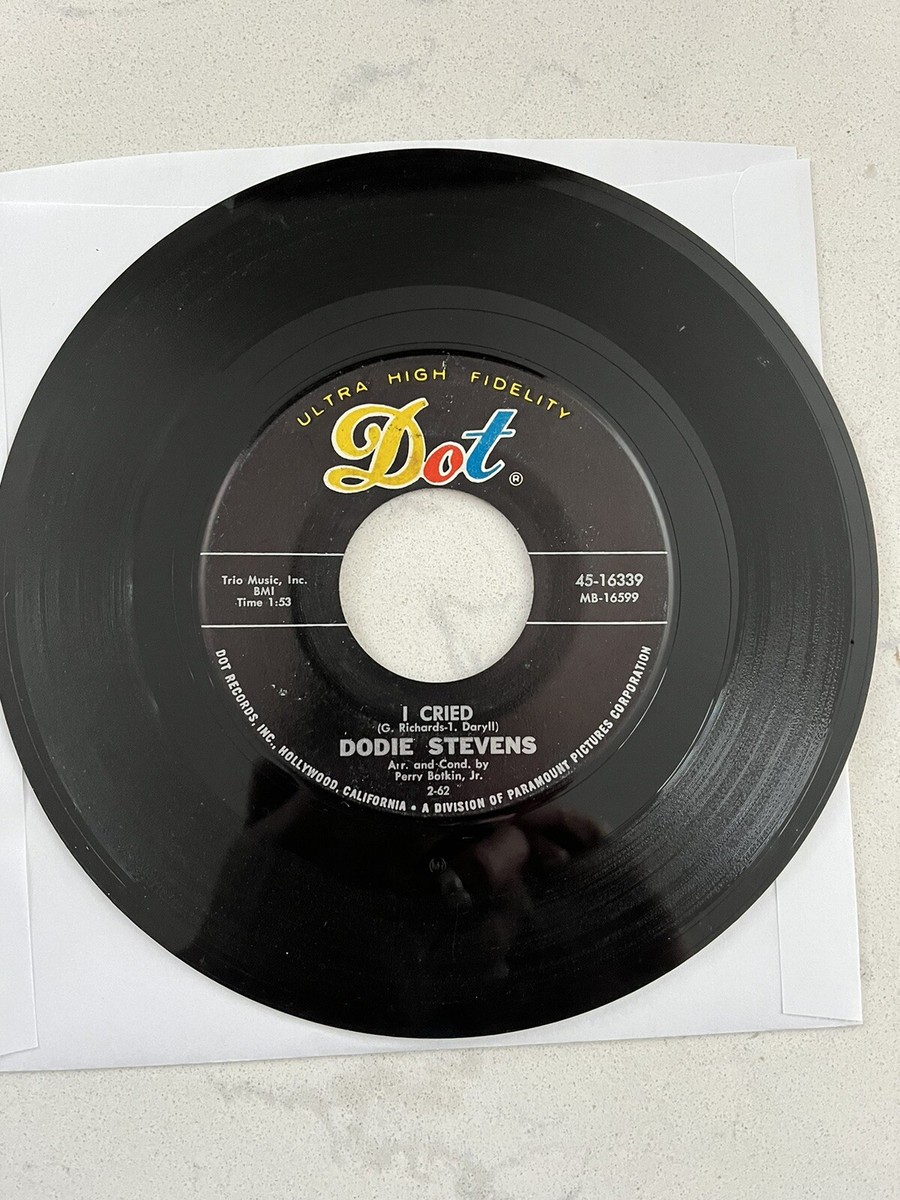 ULTRA HIGH FIDELITY
Dot ®
Trio Music, Inc.
BMI
Time 1:53
45-16339
MB-16599
I CRIED
(G. Richards-T. Daryll)
DODIE STEVENS
Arr. and Cond. by
Perry Botkin, Jr.
2-62
DOT RECORDS, INC., HOLLYWOOD, CALIFORNIA • A DIVISION OF PARAMOUNT PICTURES CORPORATION